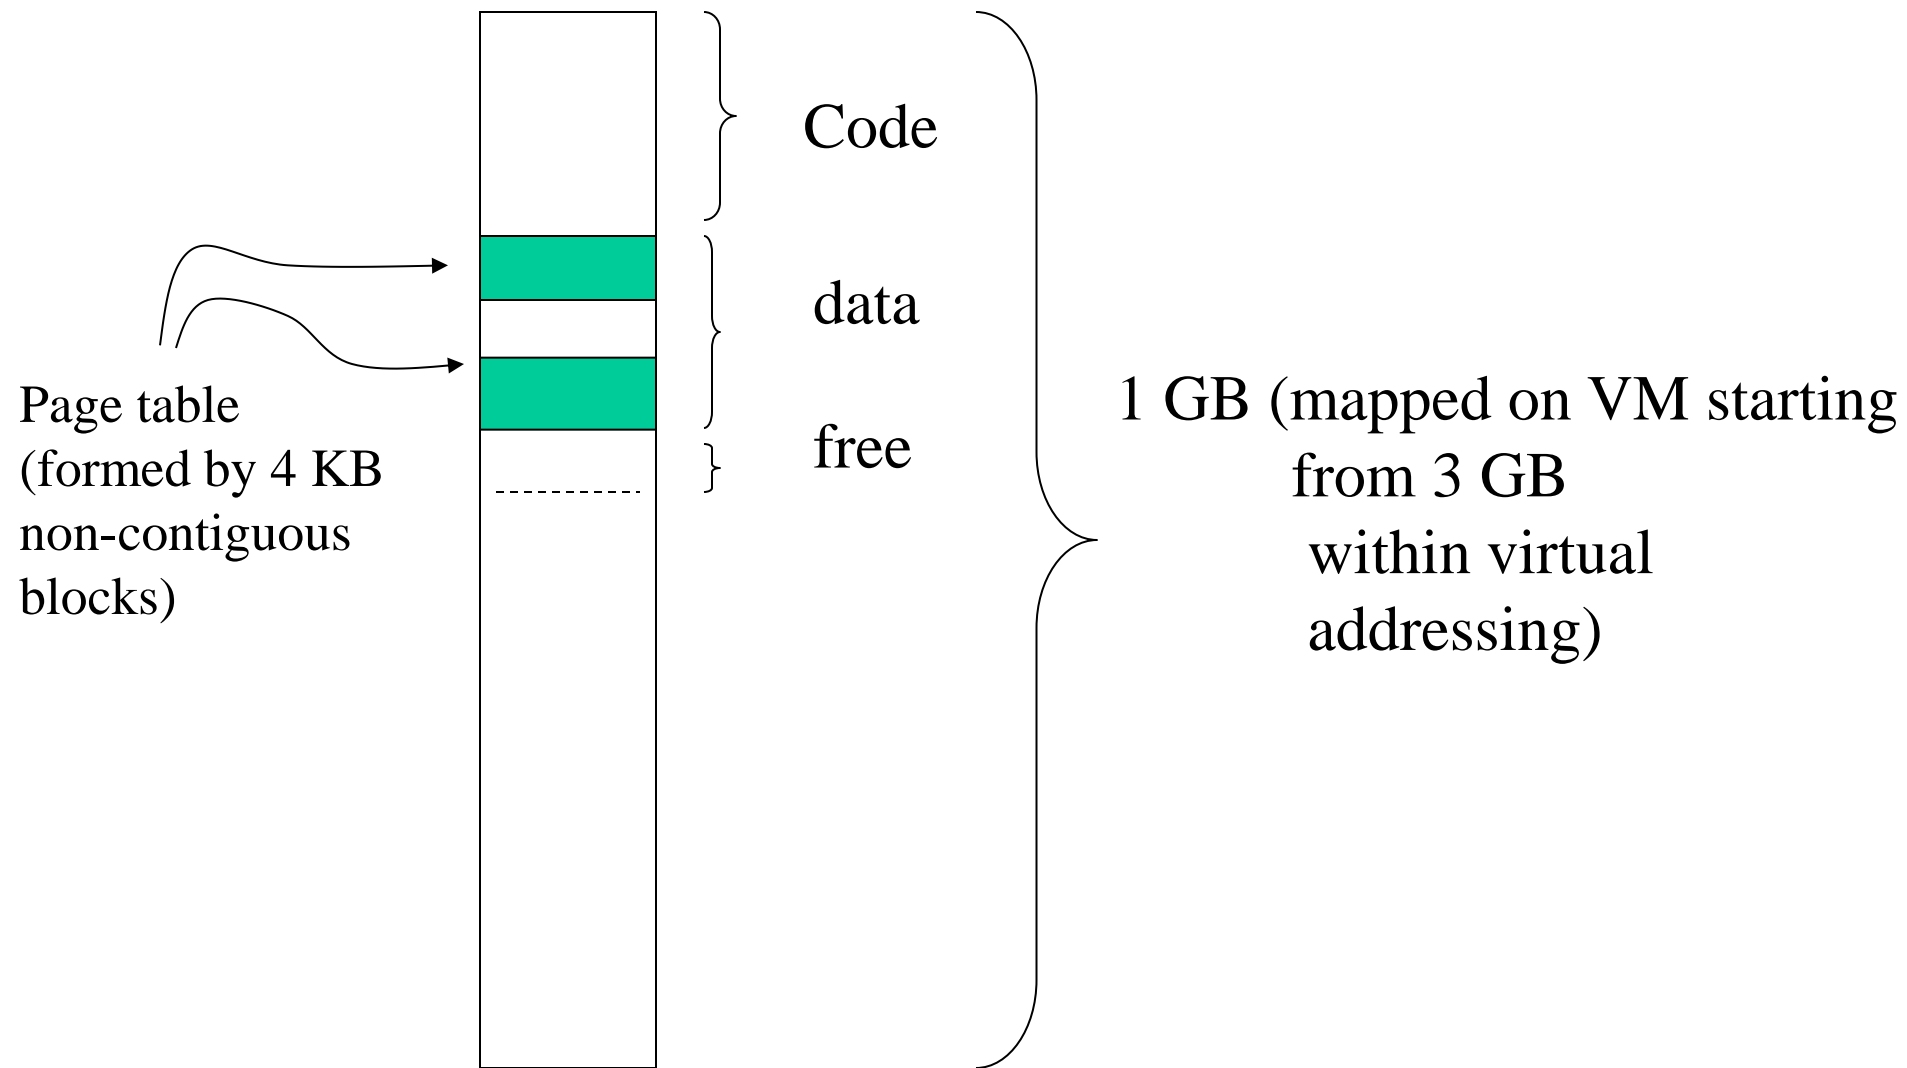 Code
data
free
Page table
(formed by 4 KB
non-contiguous
blocks)
1 GB (mapped on VM starting
from 3 GB
within virtual
addressing)